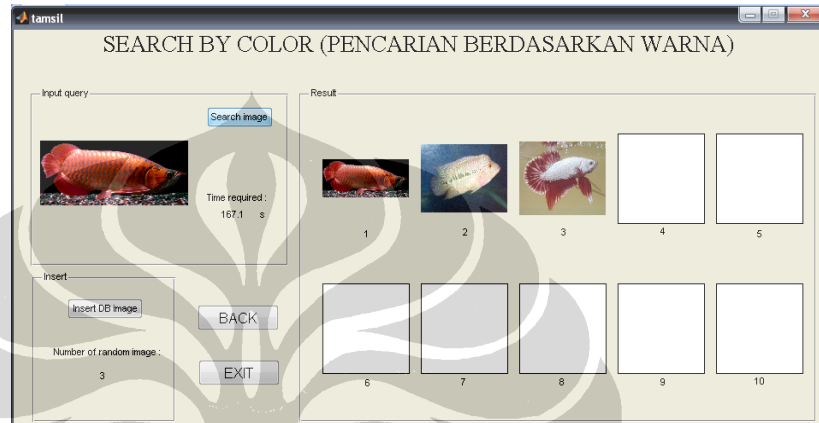 tamsil
SEARCH BY COLOR (PENCARIAN BERDASARKAN WARNA)
Input query
Search image
Time required :
167.1 s
Insert
Insert DB Image
Number of random image :
3
BACK
EXIT
Result
1 2 3 4 5
6 7 8 9 10